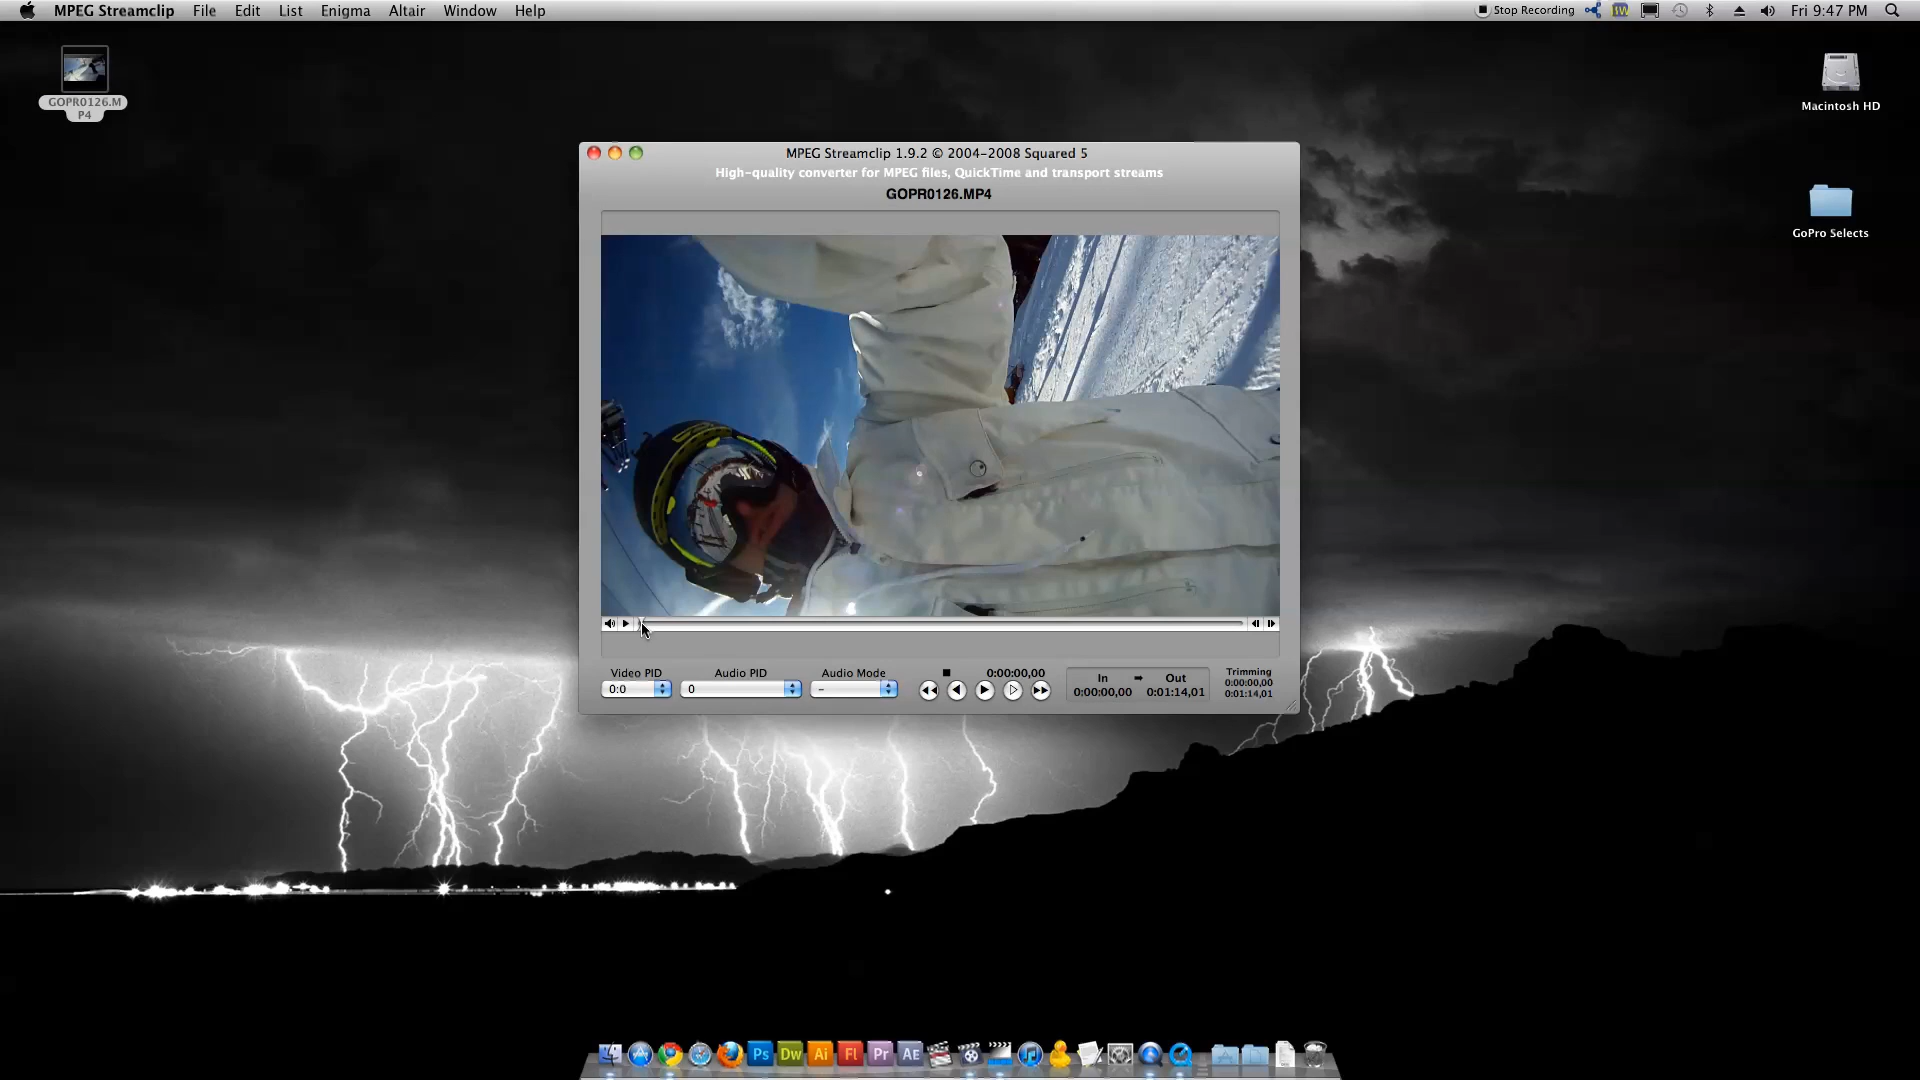 MPEG Streamclip File Edit List Enigma Altair Window Help
Stop Recording Fri 9:47 PM
GOPR0126.M
P4
Macintosh HD
GoPro Selects
MPEG Streamclip 1.9.2 © 2004-2008 Squared 5
High-quality converter for MPEG files, QuickTime and transport streams
GOPR0126.MP4
Video PID Audio PID Audio Mode 0:00:00,00
0:0 0 –
In ➡ Out
0:00:00,00 0:01:14,01
Trimming
0:00:00,00
0:01:14,01
Ps Dw Ai Fl Pr AE